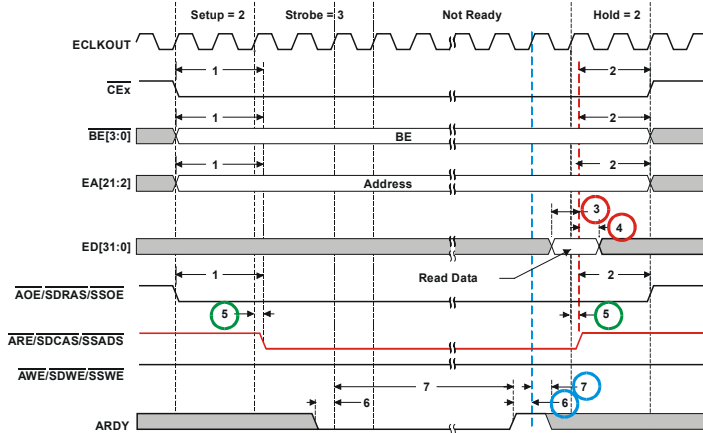 Setup = 2 Strobe = 3 Not Ready Hold = 2
ECLKOUT
1 2
CEx
1 2
BE[3:0] BE
1 2
EA[21:2] Address
3
4
ED[31:0]
Read Data
1 2
AOE/SDRAS/SSOE
5 5
ARE/SDCAS/SSADS
AWE/SDWE/SSWE
7 7
6 6
ARDY